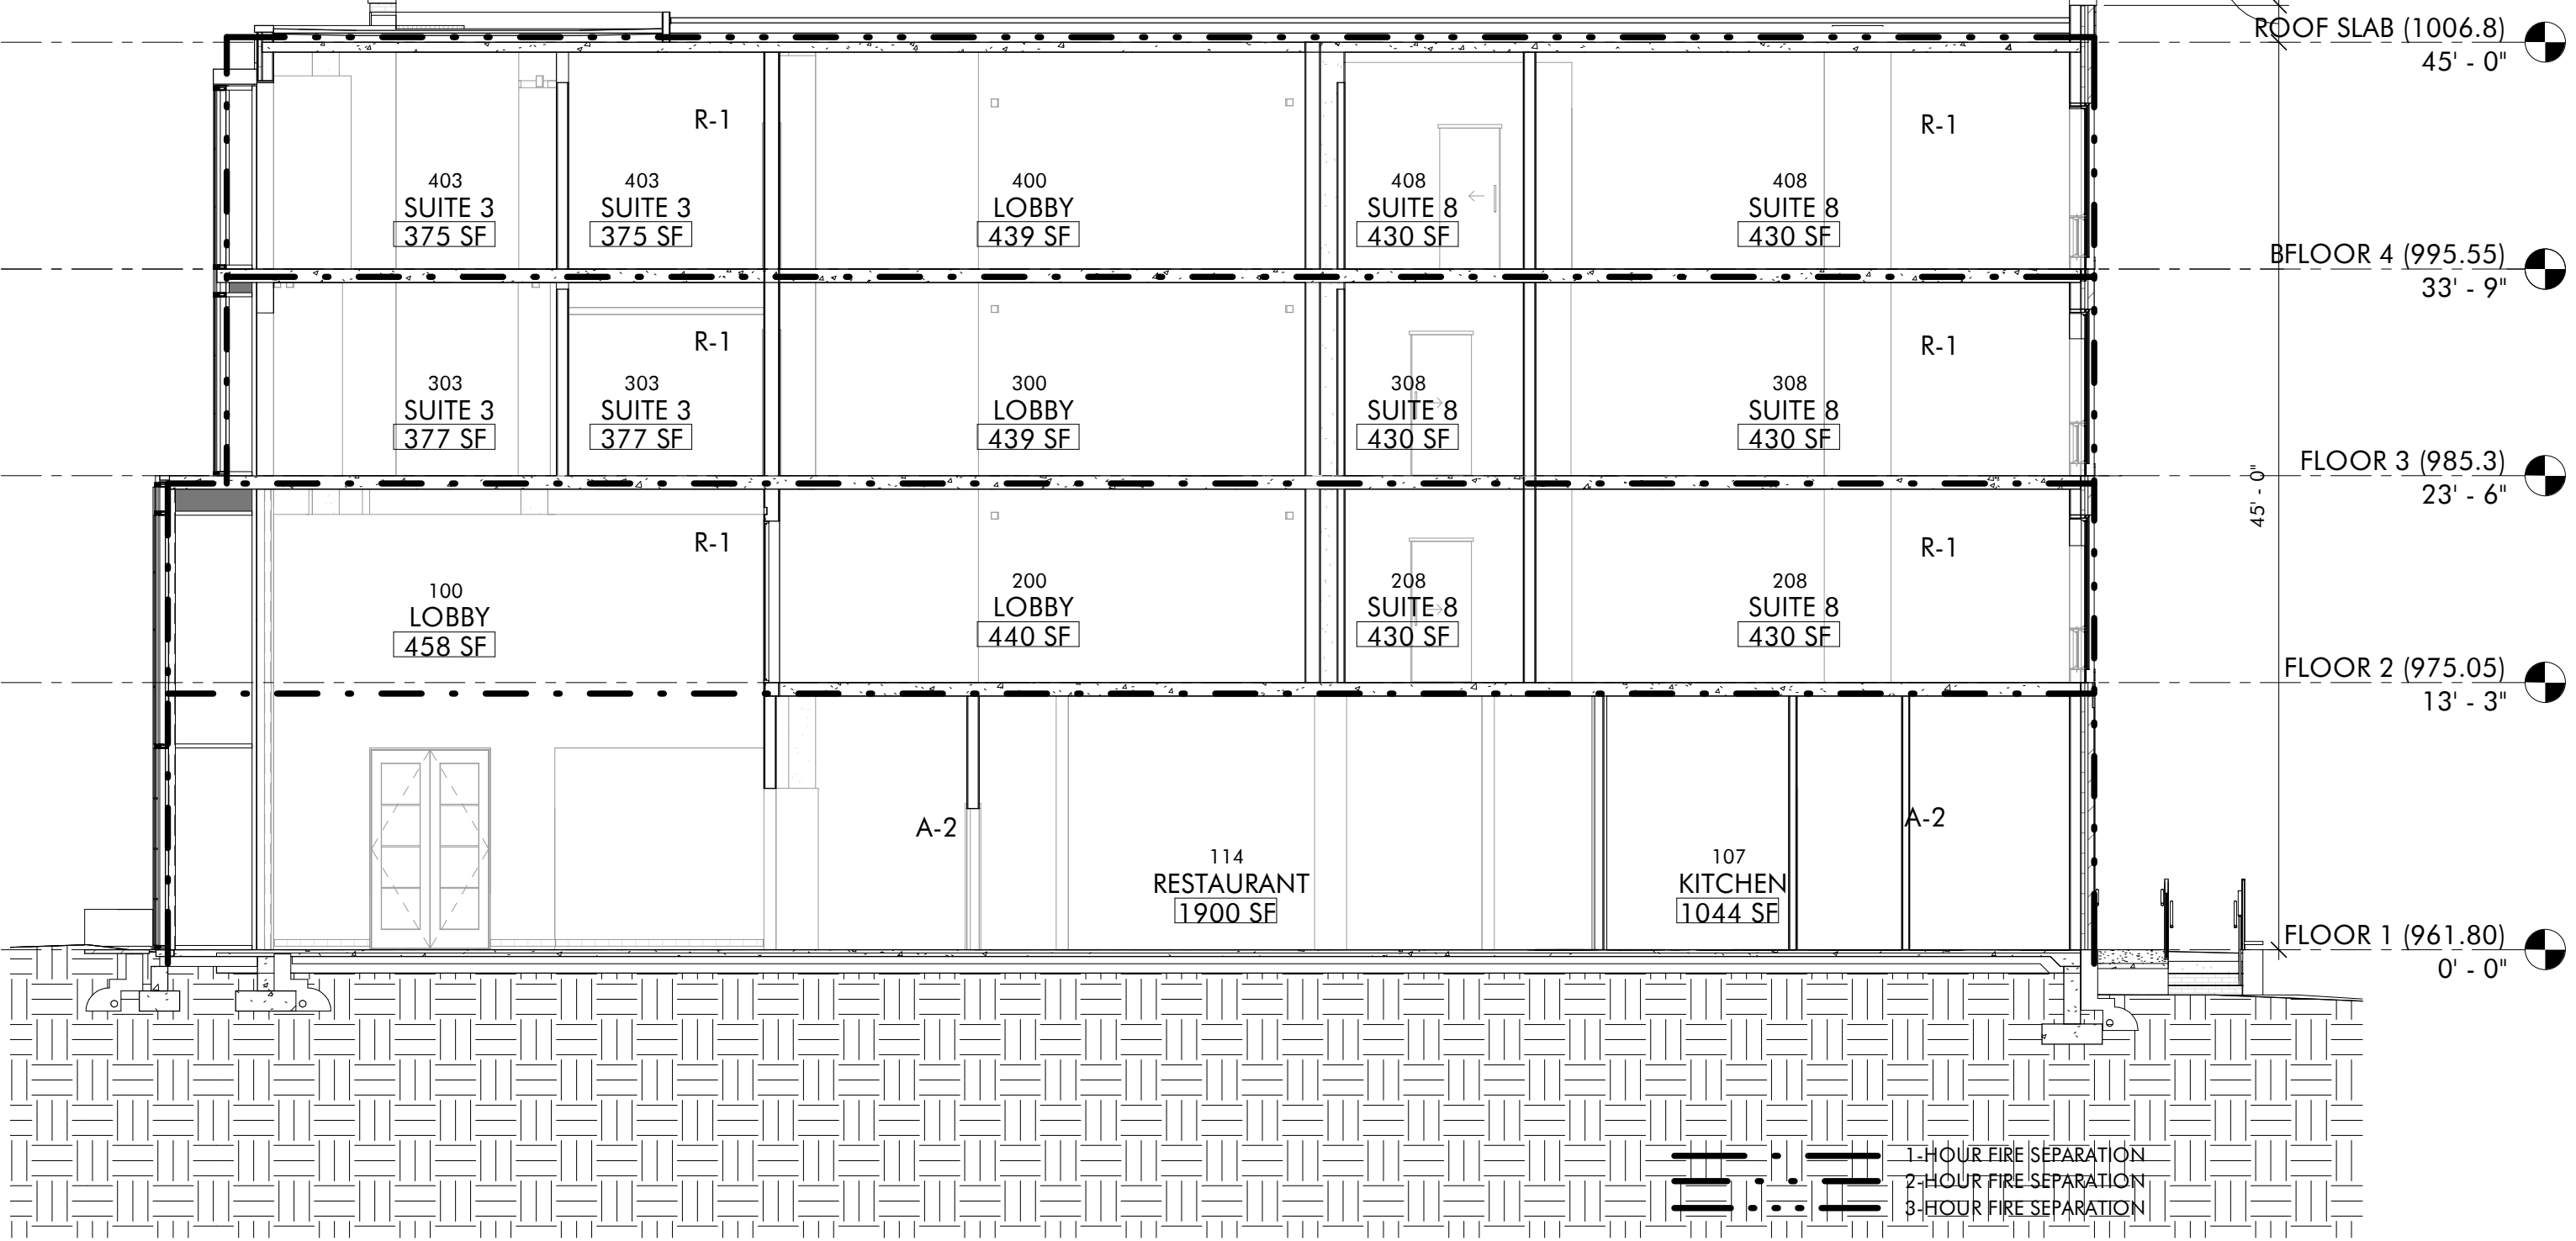 ROOF SLAB (1006.8)
45' - 0"
R-1
R-1
403
SUITE 3
375 SF
403
SUITE 3
375 SF
400
LOBBY
439 SF
408
SUITE 8
430 SF
408
SUITE 8
430 SF
BFLOOR 4 (995.55)
33' - 9"
R-1
R-1
303
SUITE 3
377 SF
303
SUITE 3
377 SF
300
LOBBY
439 SF
308
SUITE 8
430 SF
308
SUITE 8
430 SF
FLOOR 3 (985.3)
23' - 6"
45' - 0"
R-1
R-1
100
LOBBY
458 SF
200
LOBBY
440 SF
208
SUITE 8
430 SF
208
SUITE 8
430 SF
FLOOR 2 (975.05)
13' - 3"
A-2
A-2
114
RESTAURANT
1900 SF
107
KITCHEN
1044 SF
FLOOR 1 (961.80)
0' - 0"
1-HOUR FIRE SEPARATION
2-HOUR FIRE SEPARATION
3-HOUR FIRE SEPARATION